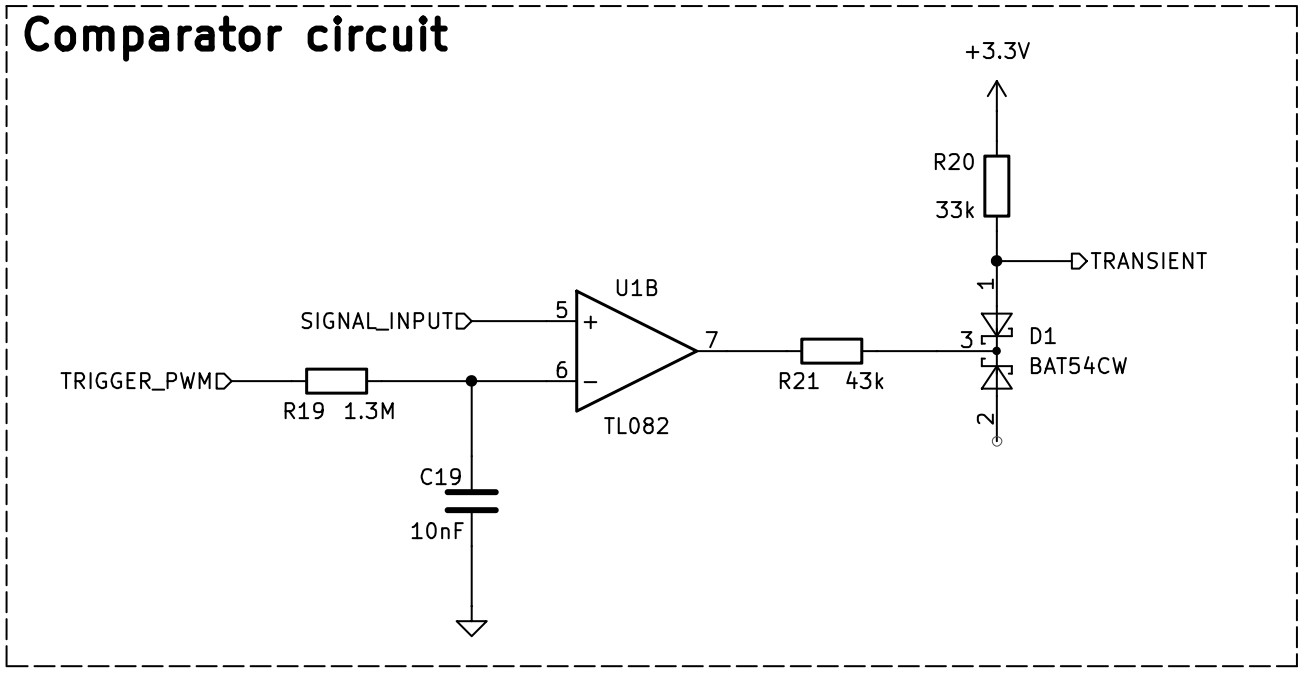 Comparator circuit
+3.3V
R20
33k
TRANSIENT
1
U1B
SIGNAL_INPUT
5
+
7
3
D1
BAT54CW
TRIGGER_PWM
6
−
R19 1.3M
R21 43k
TL082
2
C19
10nF